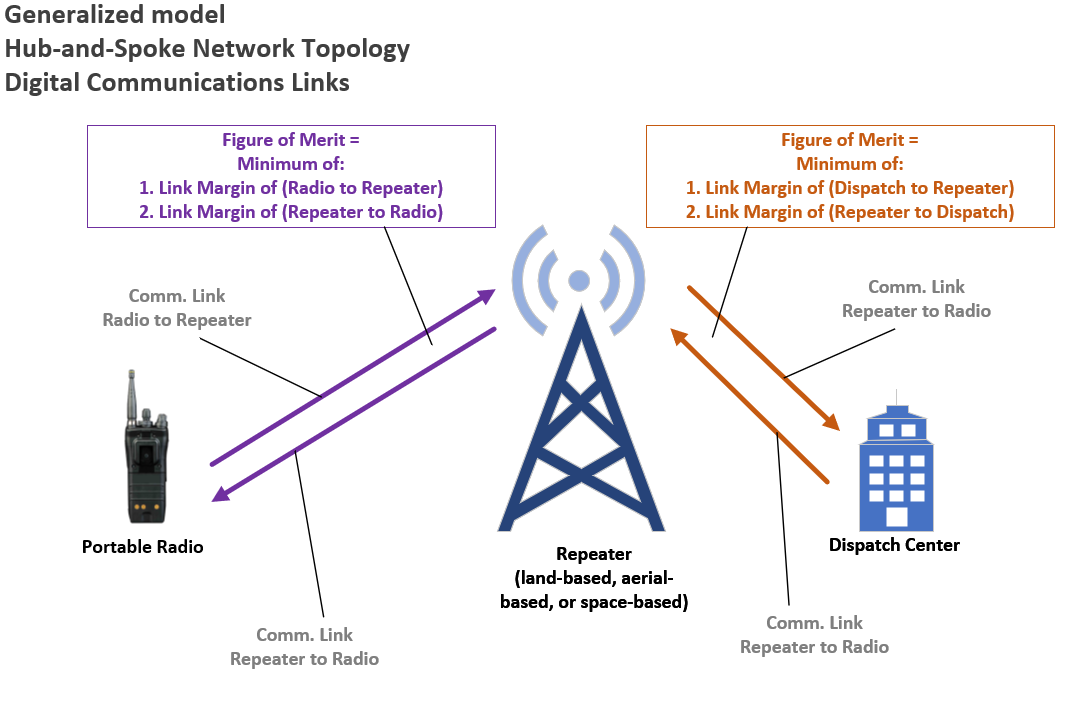 Generalized model
Hub-and-Spoke Network Topology
Digital Communications Links
Figure of Merit =
Minimum of:
1. Link Margin of (Radio to Repeater)
2. Link Margin of (Repeater to Radio)
Figure of Merit =
Minimum of:
1. Link Margin of (Dispatch to Repeater)
2. Link Margin of (Repeater to Dispatch)
Comm. Link
Radio to Repeater
Comm. Link
Repeater to Radio
Portable Radio
Repeater
(land-based, aerial-
based, or space-based)
Dispatch Center
Comm. Link
Repeater to Radio
Comm. Link
Repeater to Radio